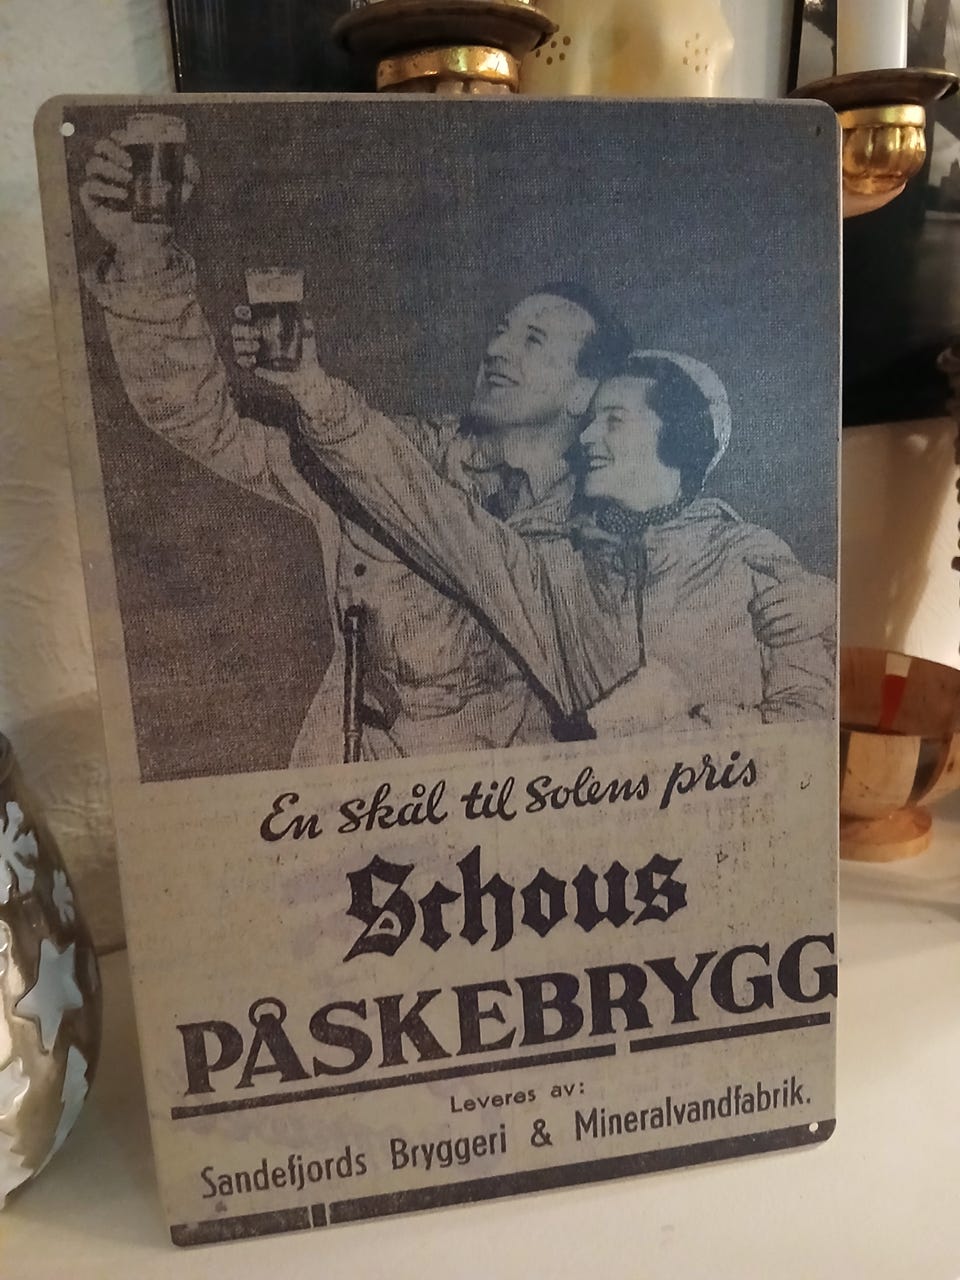 En skål til Solens pris
Schous
PÅSKEBRYGG
Leveres av:
Sandefjords Bryggeri & Mineralvandfabrik.